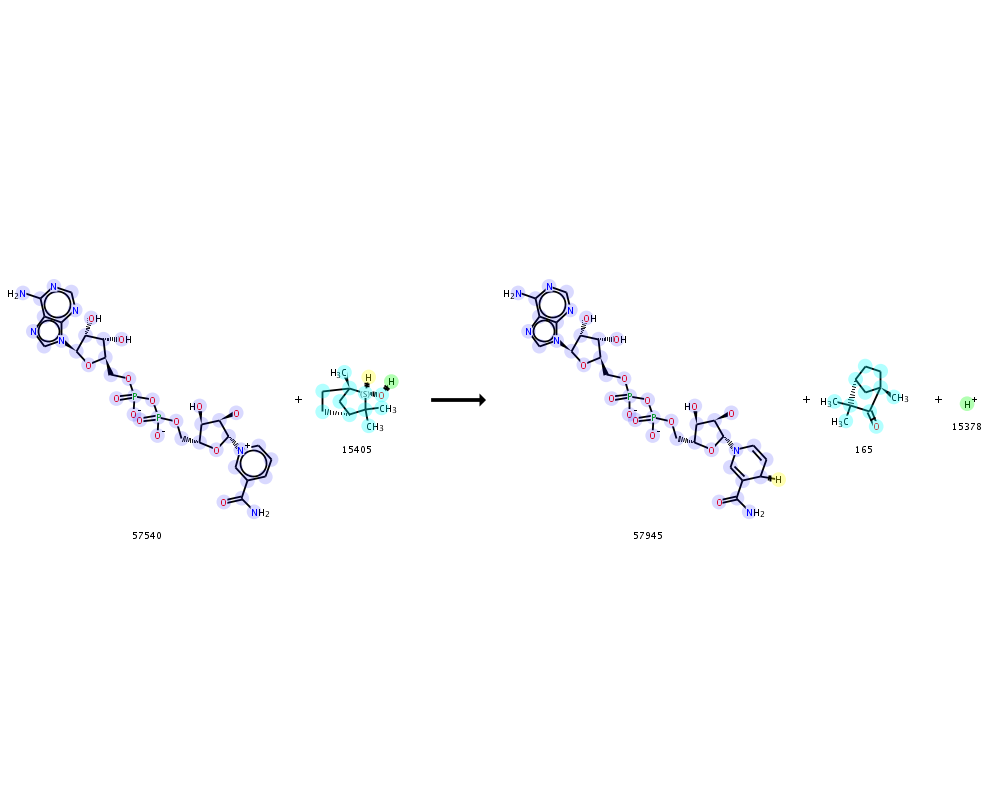 H₂N N N N N N OH OH O O O P O⁻ O P O⁻ O O HO O O N⁺ O NH₂
57540
+
H₃C H (S) O H CH₃ CH₃
15405
H₂N N N N N N OH OH O O O P O⁻ O P O⁻ O O HO O O N H O NH₂
57945
+
H₃C H₃C CH₃ O
165
+
H⁺
15378